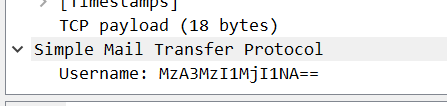 [Timestamps]
TCP payload (18 bytes)
Simple Mail Transfer Protocol
Username: MzA3MzI1MjI1NA==